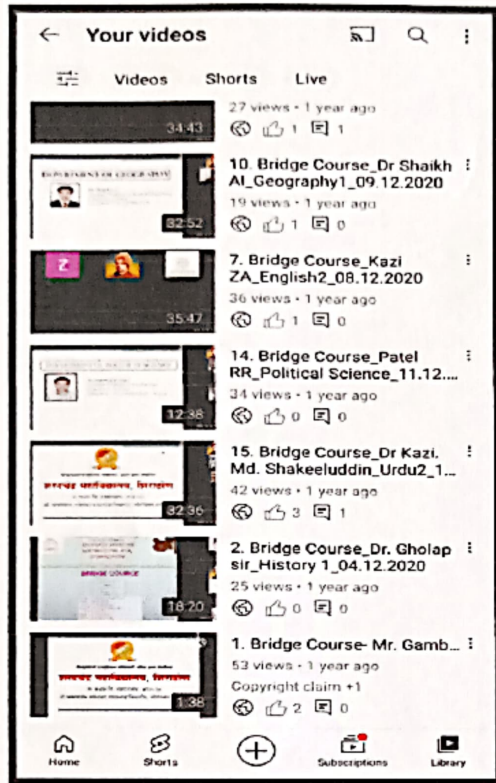 Your videos
Videos Shorts Live
27 views • 1 year ago
34:43
1 1
10. Bridge Course_Dr Shaikh
AI_Geography1_09.12.2020
DEPARTMENT OF GEOGRAPHY
19 views • 1 year ago
32:52
1 0
7. Bridge Course_Kazi
ZA_English2_08.12.2020
Z
36 views • 1 year ago
35:47
1 0
14. Bridge Course_Patel
RR_Political Science_11.12....
34 views • 1 year ago
12:38
0 0
15. Bridge Course_Dr Kazi.
Md. Shakeeluddin_Urdu2_1...
42 views • 1 year ago
32:36
3 1
2. Bridge Course_Dr. Gholap
sir_History 1_04.12.2020
BRIDGE COURCE
25 views • 1 year ago
18:20
0 0
1. Bridge Course- Mr. Gamb...
53 views • 1 year ago
Copyright claim +1
1:38
2 0
Home Shorts Subscriptions Library